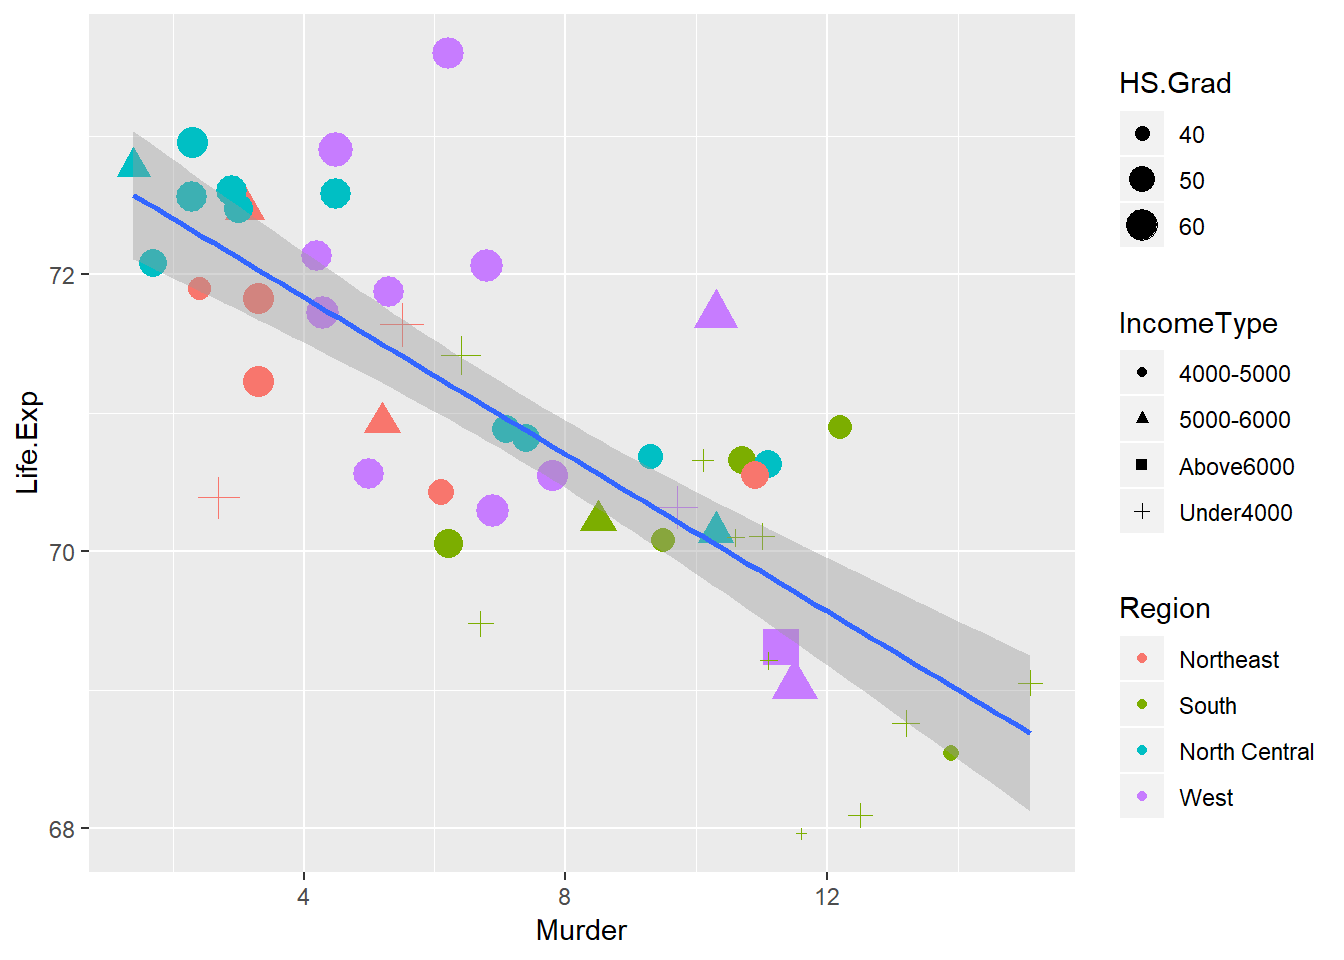 HS.Grad
40
50
60
IncomeType
4000-5000
5000-6000
Above6000
Under4000
Region
Northeast
South
North Central
West
Life.Exp
72
70
68
4
8
12
Murder